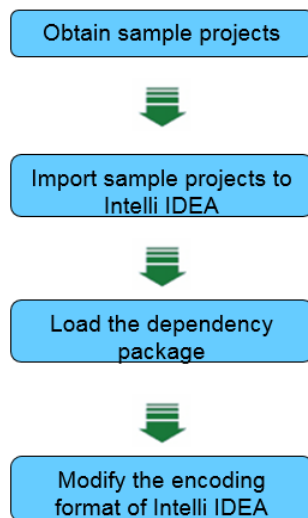 Obtain sample projects
Import sample projects to
Intelli IDEA
Load the dependency
package
Modify the encoding
format of Intelli IDEA